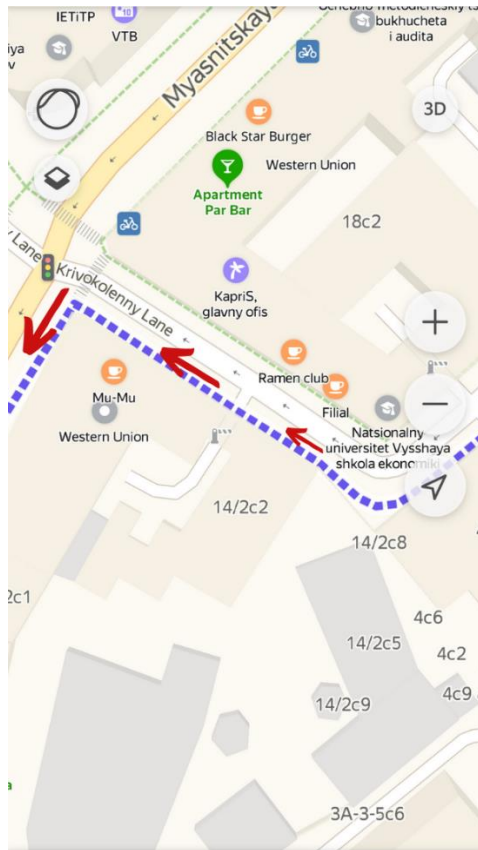 IETiTP
VTB
bukhucheta
i audita
Myasnitskaya
3D
Black Star Burger
Western Union
Apartment
Par Bar
18c2
Lane
Krivokolenny Lane
KapriS,
glavny ofis
Ramen club
Filial
Mu-Mu
Western Union
Natsionalny
universitet Vysshaya
shkola ekonomiki
14/2c2
14/2c8
2c1
4c6
14/2c5
4c2
14/2c9
4c9
3A-3-5c6